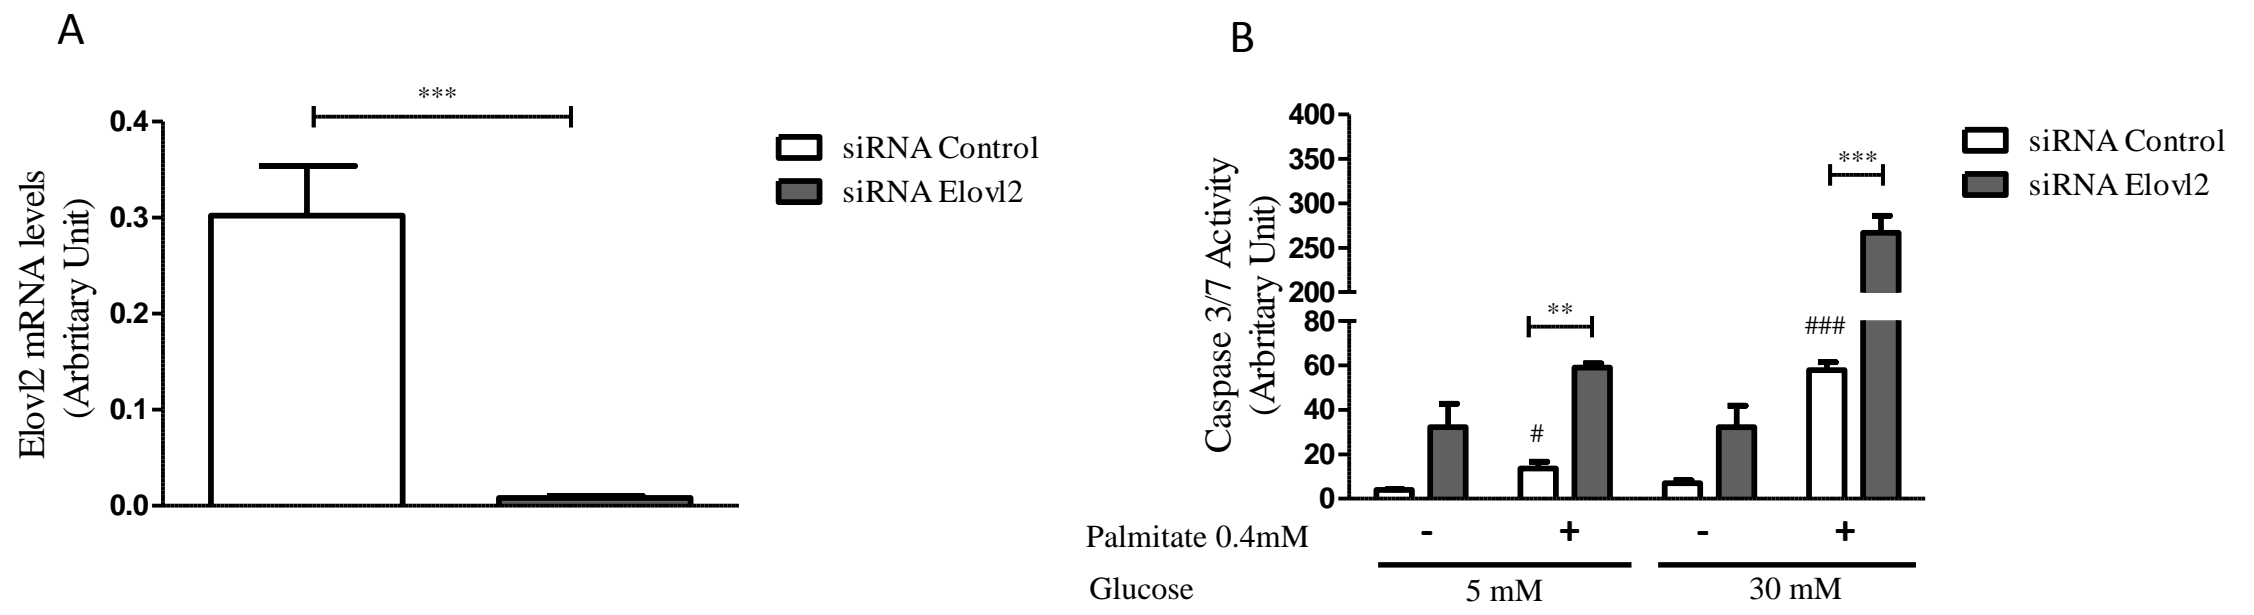 A
***
0.4
0.3
0.2
0.1
0.0
Elovl2 mRNA levels
(Arbritary Unit)
siRNA Control
siRNA Elovl2
B
400
350
300
250
200
80
60
40
20
0
Caspase 3/7 Activity
(Arbritary Unit)
#
**
###
***
siRNA Control
siRNA Elovl2
Palmitate 0.4mM - + - +
Glucose 5 mM 30 mM